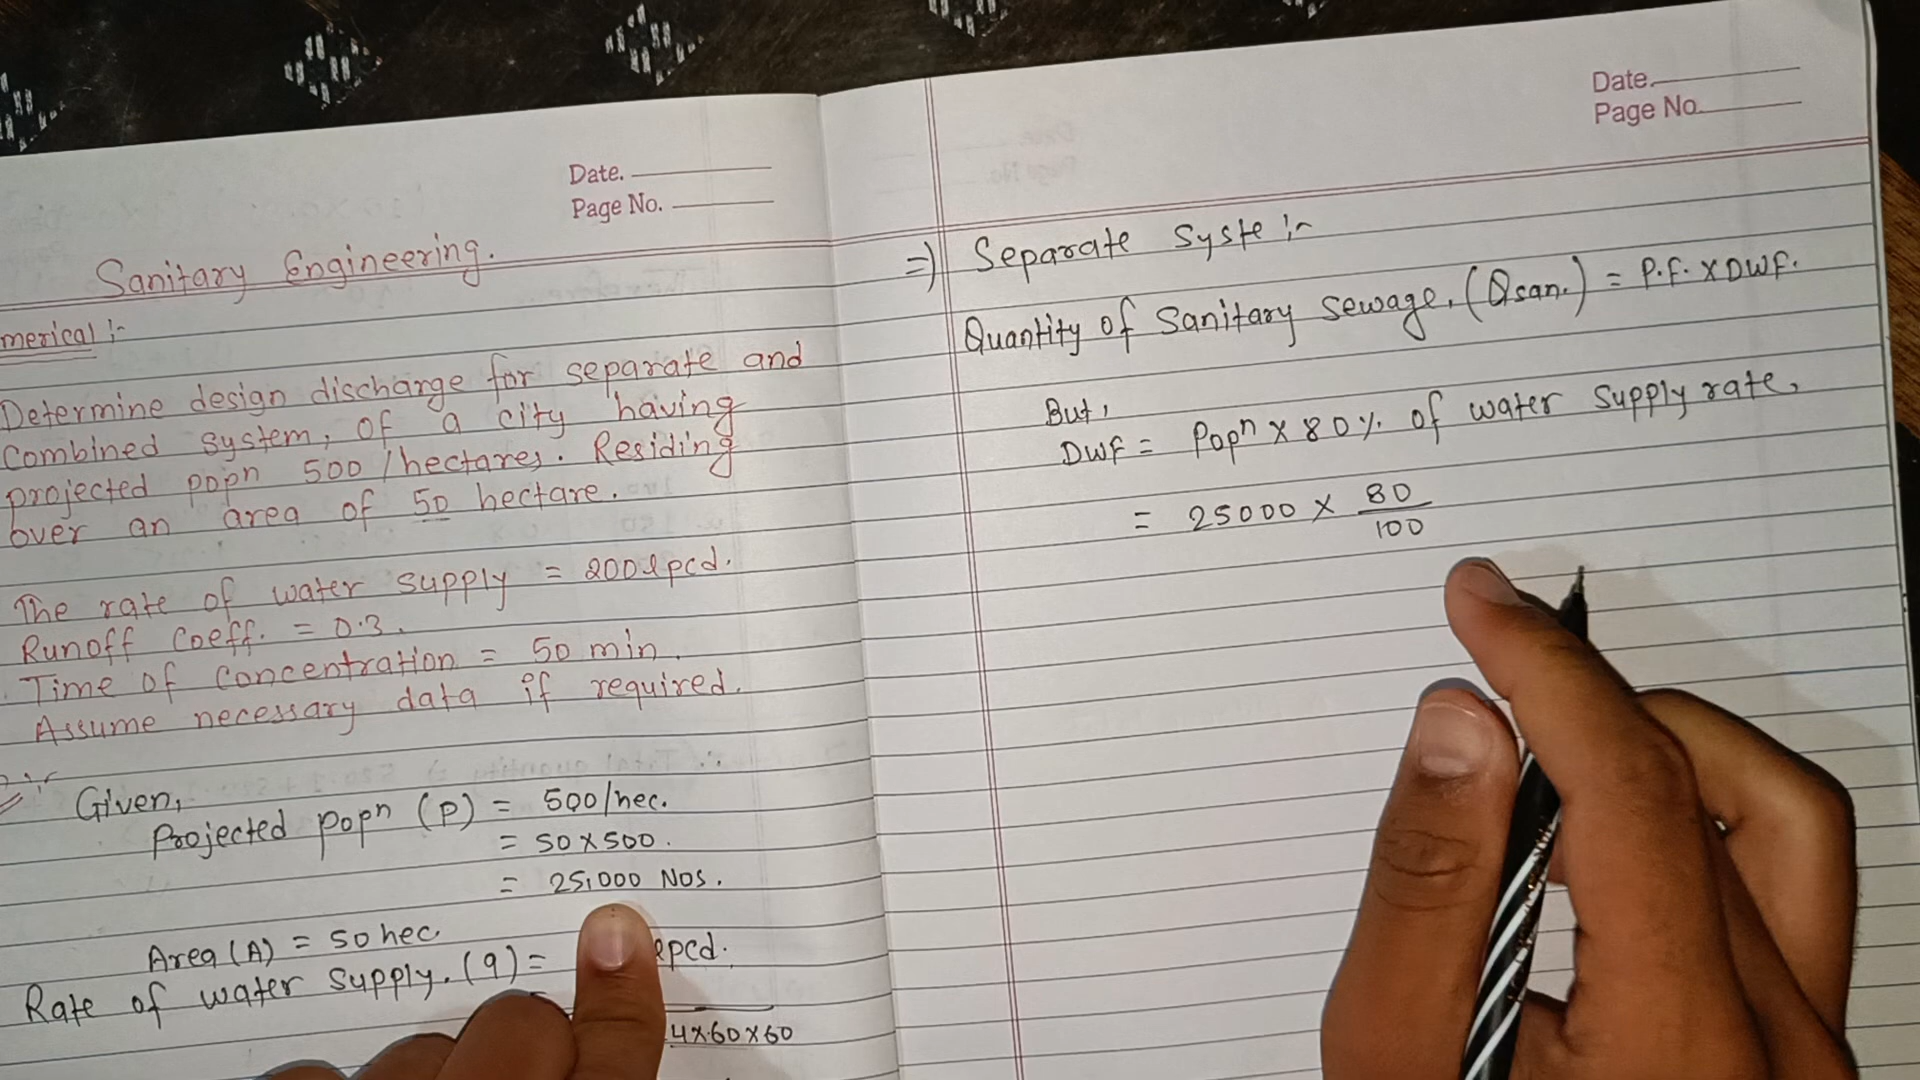 Date.
Page No.
Sanitary Engineering.
merical :-
Determine design discharge for separate and
Combined system, of a city having
projected popn 500/hectares. Residing
over an area of 50 hectare.
The rate of water supply = 200 lpcd.
Runoff Coeff. = 0.3.
Time of Concentration = 50 min.
Assume necessary data if required.
Given,
Projected popn (P) = 500/hec.
= 50 x 500.
= 25,000 Nos.
Area (A) = 50 hec
Rate of water supply. (q) = lpcd.
4x60x60
Date.
Page No.
=) Separate Syste :-
Quantity of Sanitary Sewage, (Qsan.) = P.F. x DWF.
But,
DWF = Popn x 80% of water supply rate,
= 25000 x 80
100